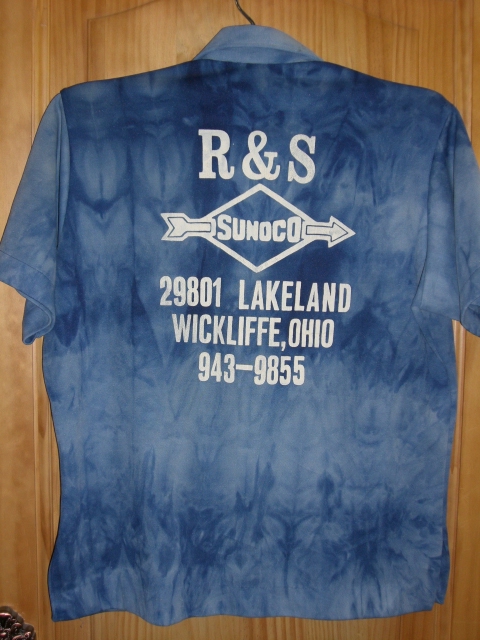 R&S
SUNOCO
29801 LAKELAND
WICKLIFFE, OHIO
943-9855